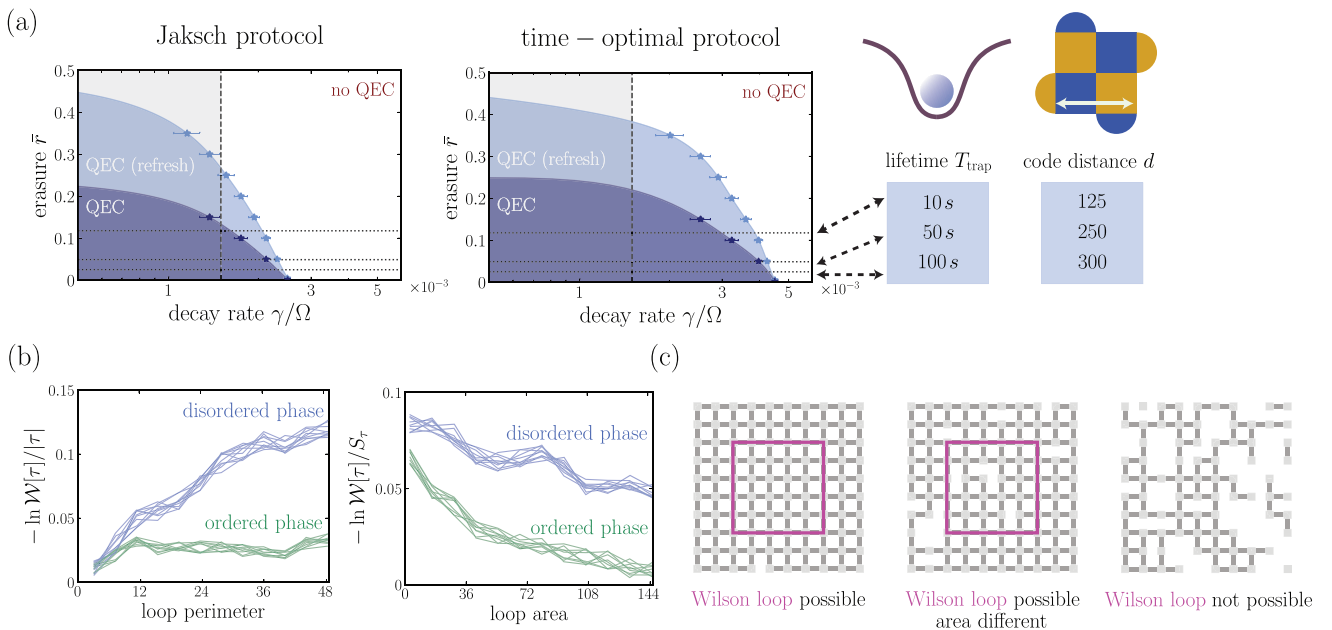 (a)
Jaksch protocol
0.5
0.4
0.3
0.2
0.1
0
erasure r̄
no QEC
QEC (refresh)
QEC
1
3
5
×10⁻³
decay rate γ/Ω
time − optimal protocol
0.5
0.4
0.3
0.2
0.1
0
erasure r̄
no QEC
QEC (refresh)
QEC
1
3
5
×10⁻³
decay rate γ/Ω
lifetime T_trap
10 s
50 s
100 s
code distance d
125
250
300
(b)
0.15
0.1
0.05
0
− ln W[τ]/|τ|
disordered phase
ordered phase
0
12
24
36
48
loop perimeter
0.1
0.05
0
− ln W[τ]/S_τ
disordered phase
ordered phase
0
36
72
108
144
loop area
(c)
Wilson loop possible
Wilson loop possible
area different
Wilson loop not possible